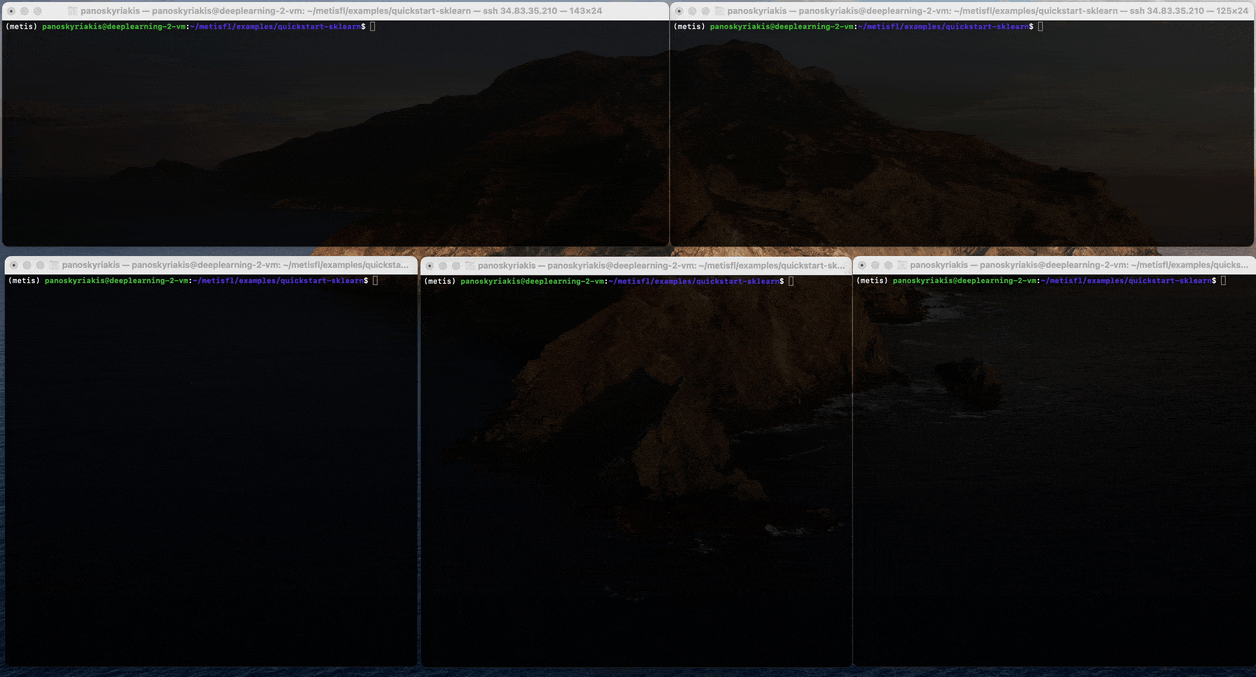 panoskyriakis — panoskyriakis@deeplearning-2-vm: ~/metisfl/examples/quickstart-sklearn — ssh 34.83.35.210 — 143×24
(metis) panoskyriakis@deeplearning-2-vm:~/metisfl/examples/quickstart-sklearn$
panoskyriakis — panoskyriakis@deeplearning-2-vm: ~/metisfl/examples/quickstart-sklearn — ssh 34.83.35.210 — 125×24
(metis) panoskyriakis@deeplearning-2-vm:~/metisfl/examples/quickstart-sklearn$
panoskyriakis — panoskyriakis@deeplearning-2-vm: ~/metisfl/examples/quicksta...
(metis) panoskyriakis@deeplearning-2-vm:~/metisfl/examples/quickstart-sklearn$
panoskyriakis — panoskyriakis@deeplearning-2-vm: ~/metisfl/examples/quickstart-sk...
(metis) panoskyriakis@deeplearning-2-vm:~/metisfl/examples/quickstart-sklearn$
panoskyriakis — panoskyriakis@deeplearning-2-vm: ~/metisfl/examples/quicks...
(metis) panoskyriakis@deeplearning-2-vm:~/metisfl/examples/quickstart-sklearn$